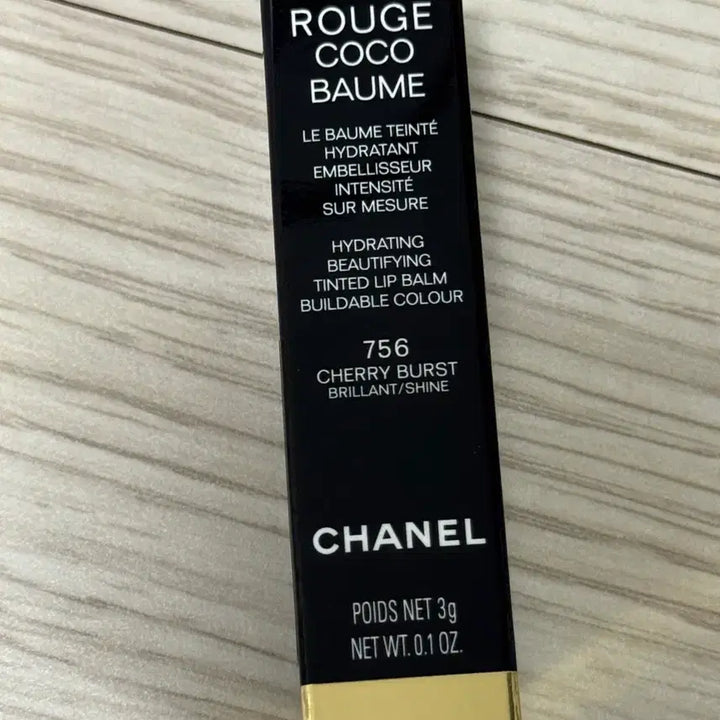 ROUGE
COCO
BAUME
LE BAUME TEINTÉ
HYDRATANT
EMBELLISSEUR
INTENSITÉ
SUR MESURE
HYDRATING
BEAUTIFYING
TINTED LIP BALM
BUILDABLE COLOUR
756
CHERRY BURST
BRILLANT/SHINE
CHANEL
POIDS NET 3g
NET WT. 0.1 OZ.